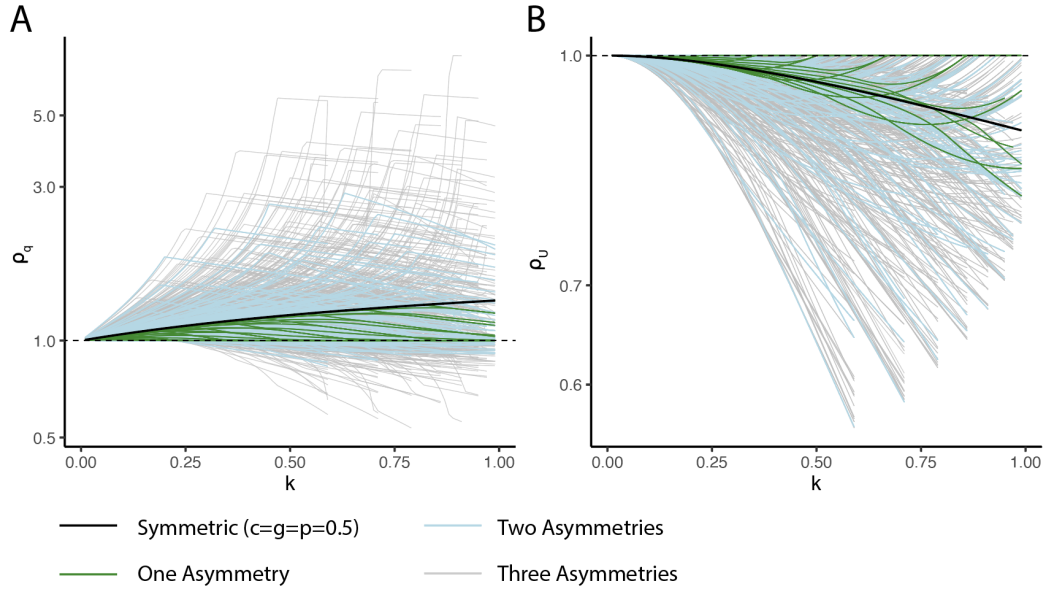 A
B
5.0
3.0
1.0
0.5
ρq
0.00
0.25
0.50
0.75
1.00
k
1.0
0.7
0.6
ρU
0.00
0.25
0.50
0.75
1.00
k
Symmetric (c=g=p=0.5)
Two Asymmetries
One Asymmetry
Three Asymmetries